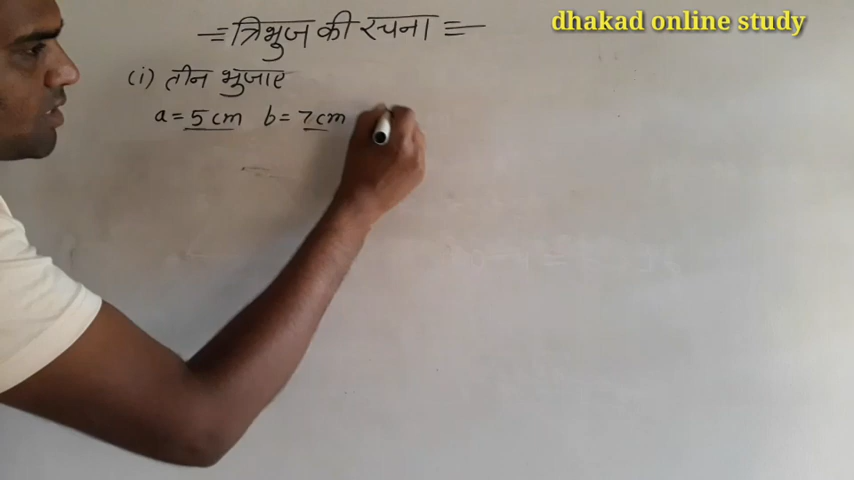 dhakad online study
त्रिभुज की रचना
(i) तीन भुजाए
a = 5 cm b = 7 cm